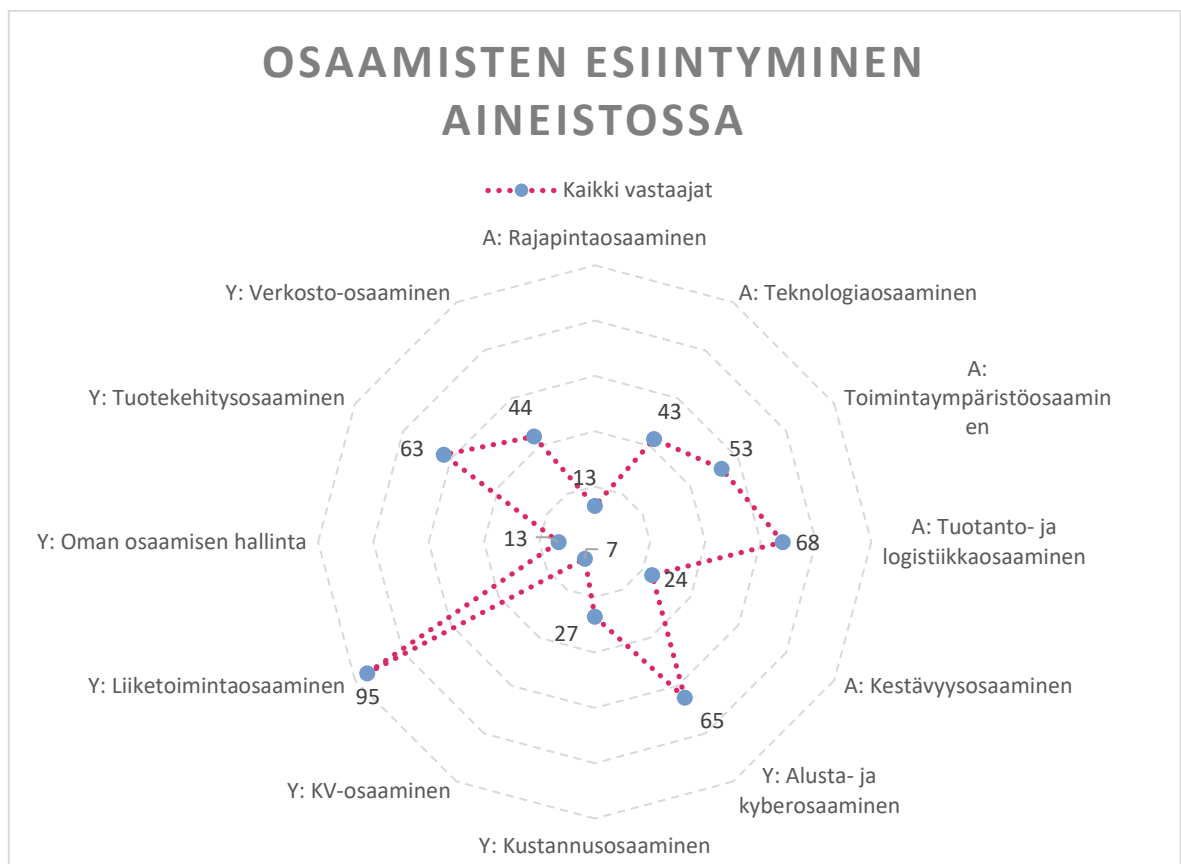 OSAAMISTEN ESIINTYMINEN
AINEISTOSSA
Kaikki vastaajat
A: Rajapintaosaaminen
Y: Verkosto-osaaminen
A: Teknologiaosaaminen
A:
Toimintaympäristöosaamin
en
Y: Tuotekehitysosaaminen
44
43
63
53
13
A: Tuotanto- ja
logistiikkaosaaminen
Y: Oman osaamisen hallinta
13
7
68
24
27
Y: Liiketoimintaosaaminen
95
A: Kestävyysosaaminen
65
Y: Alusta- ja
kyberosaaminen
Y: KV-osaaminen
Y: Kustannusosaaminen